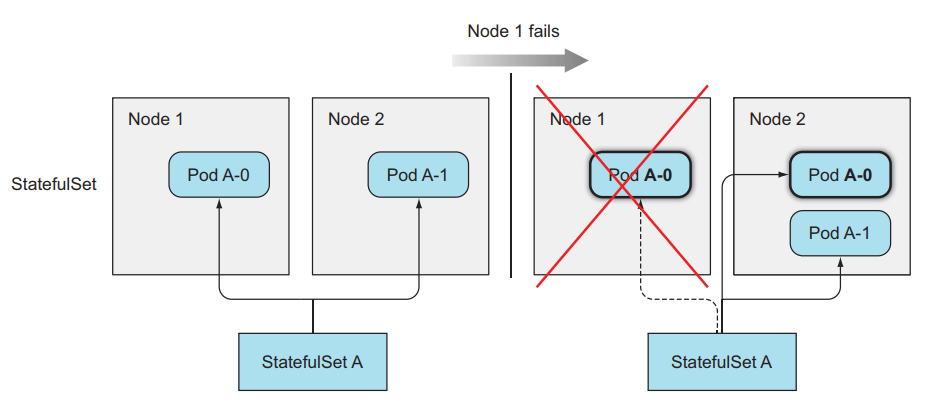 Node 1 fails
Node 1
Node 2
Node 1
Node 2
StatefulSet
Pod A-0
Pod A-1
Pod A-0
Pod A-0
Pod A-1
StatefulSet A
StatefulSet A